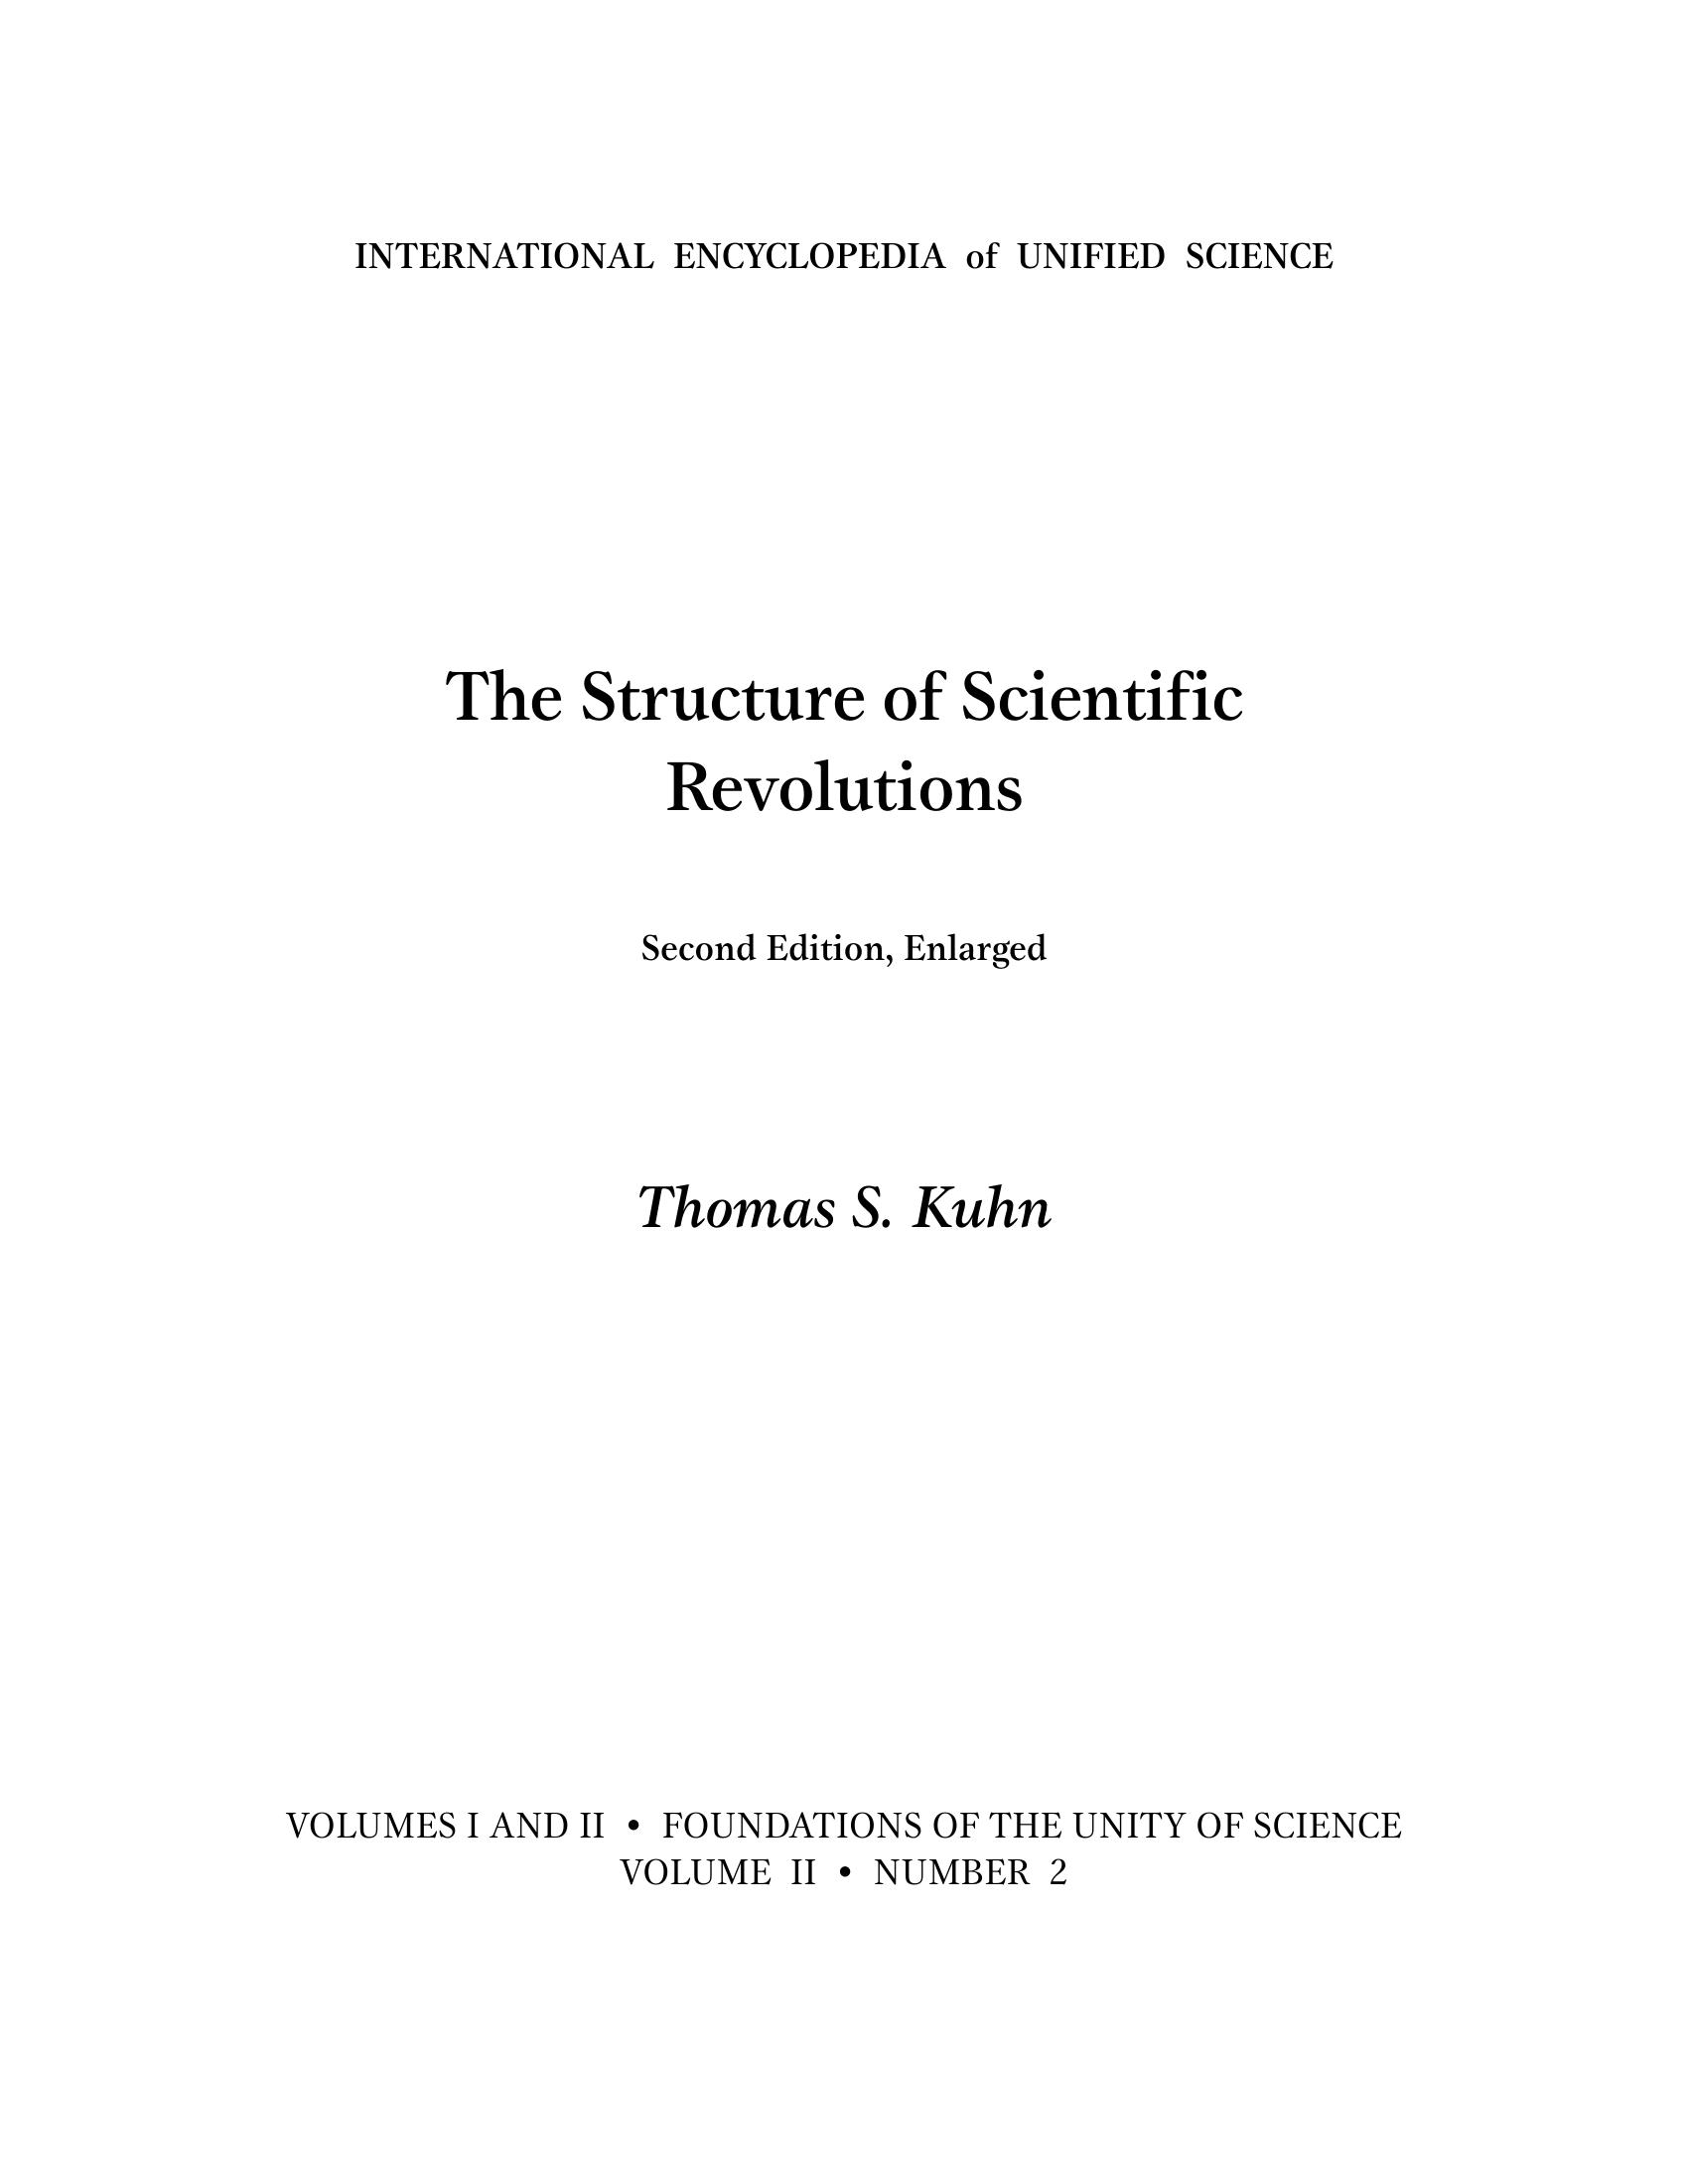 INTERNATIONAL ENCYCLOPEDIA of UNIFIED SCIENCE
The Structure of Scientific
Revolutions
Second Edition, Enlarged
Thomas S. Kuhn
VOLUMES I AND II • FOUNDATIONS OF THE UNITY OF SCIENCE
VOLUME II • NUMBER 2